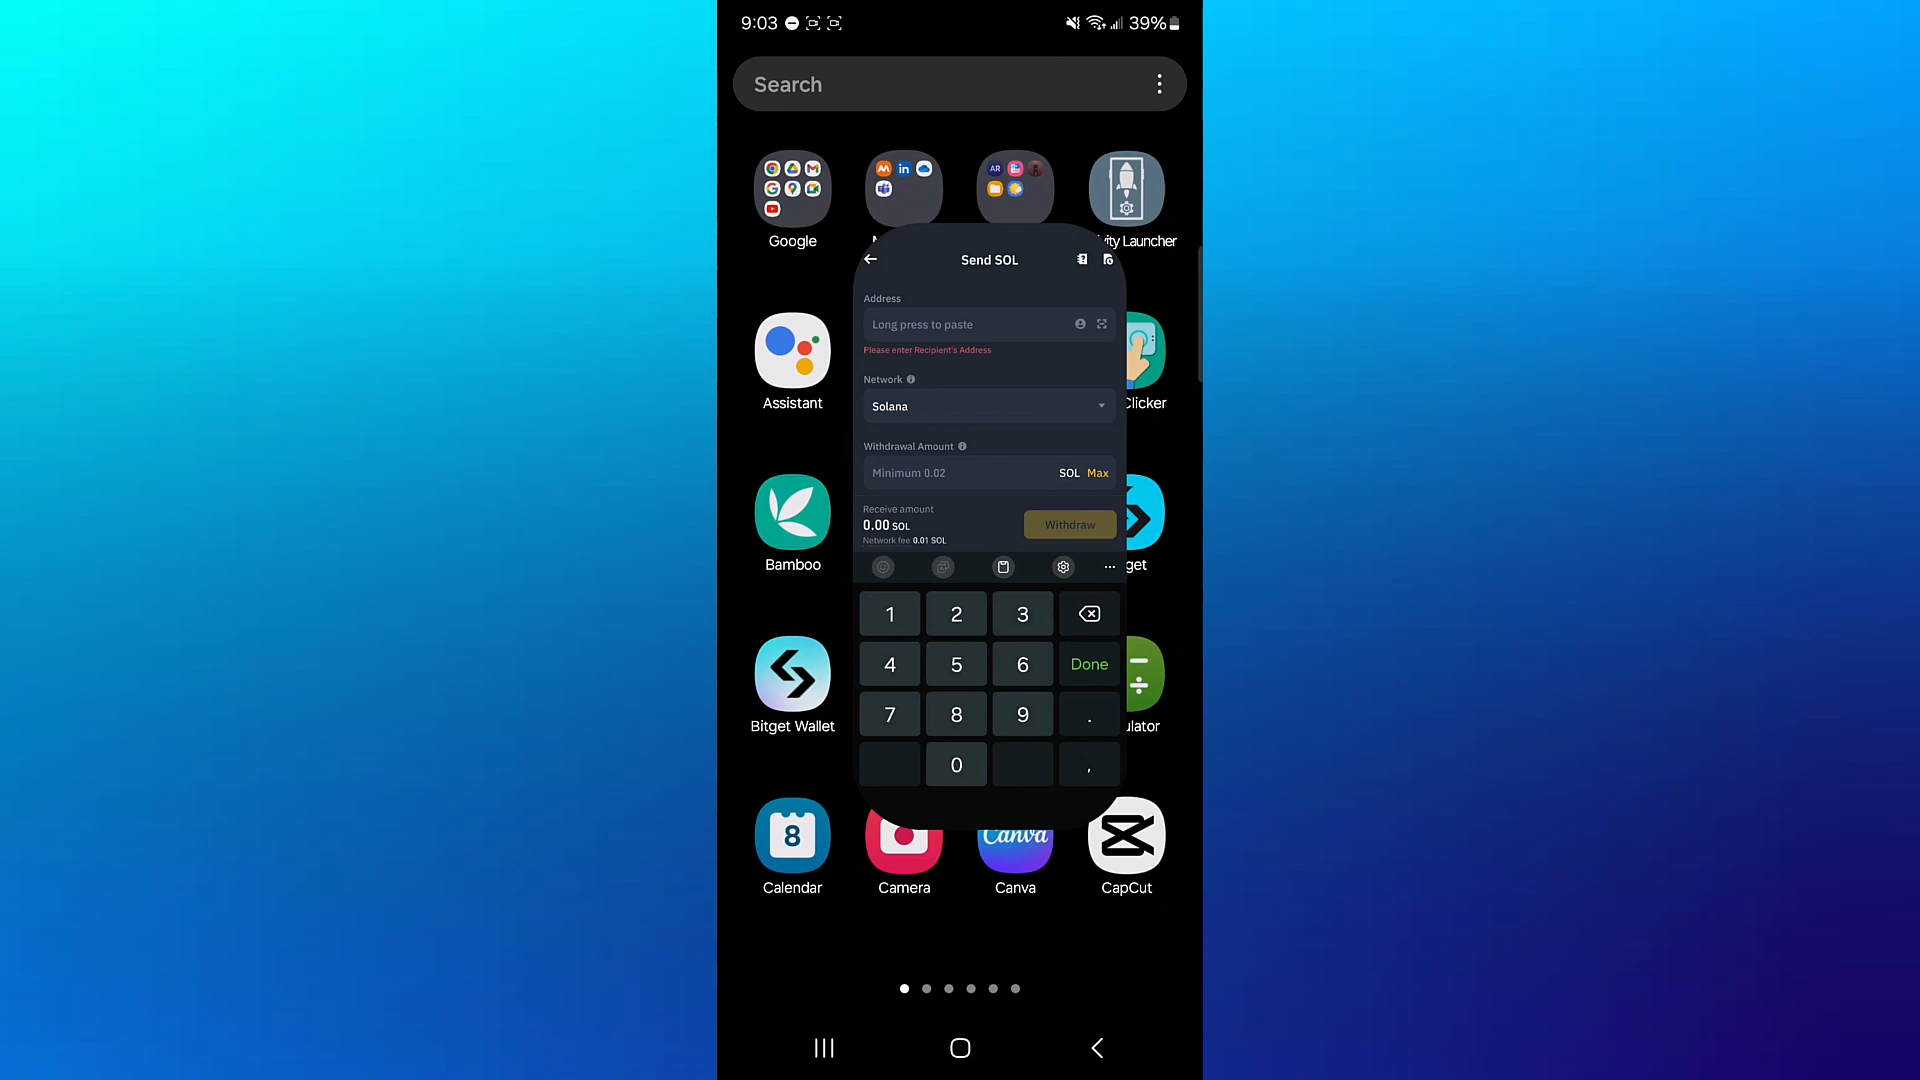 9:03
39%
Search
AR
Google
ity Launcher
Send SOL
Address
Long press to paste
Please enter Recipient's Address
Network
Solana
Assistant
Clicker
Withdrawal Amount
Minimum 0.02 SOL Max
Receive amount
0.00 SOL
Network fee 0.01 SOL
Withdraw
Bamboo
get
1 2 3
4 5 6 Done
7 8 9 .
0 ,
Bitget Wallet
ulator
8
Canva
Calendar
Camera
Canva
CapCut